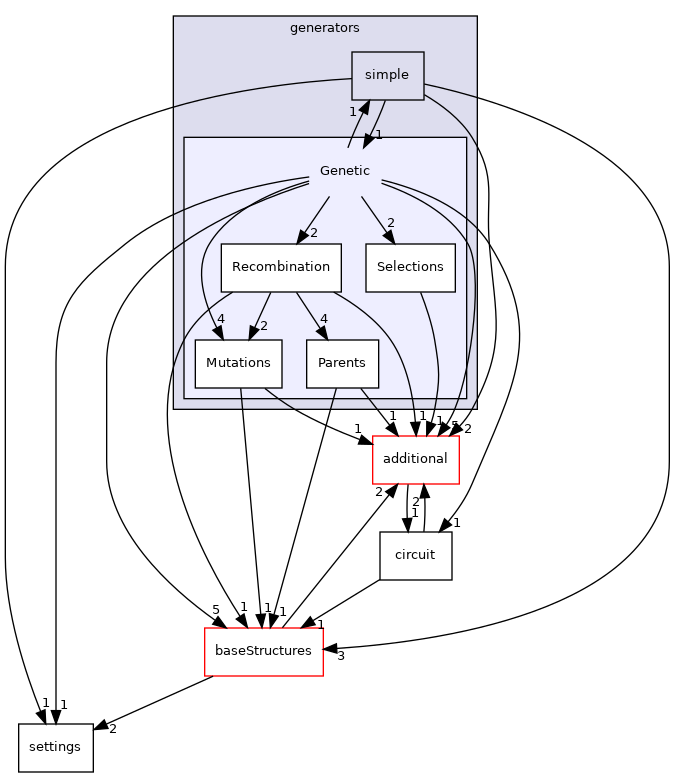 generators
simple
1
1
Genetic
2
2
Recombination
Selections
4
2
4
Mutations
Parents
1
1
1
1
5
2
additional
2
2
1
1
circuit
5
1
1
1
1
baseStructures
3
1
1
2
settings